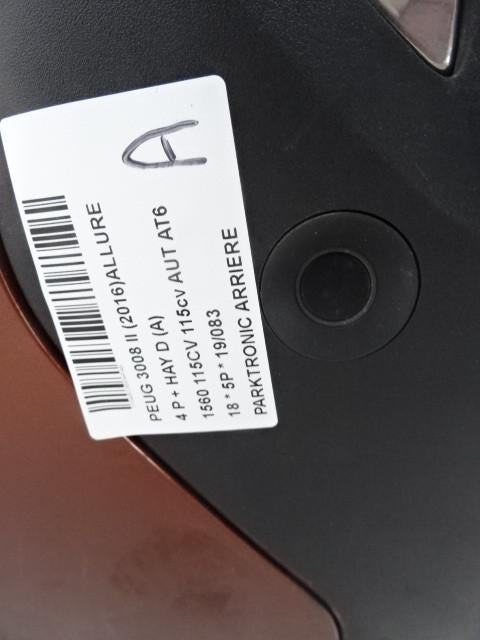 A
PEUG 3008 II (2016)ALLURE
4 P + HAY D (A)
1560 115CV 115cv AUT AT6
18 * 5P * 19/083
PARKTRONIC ARRIERE